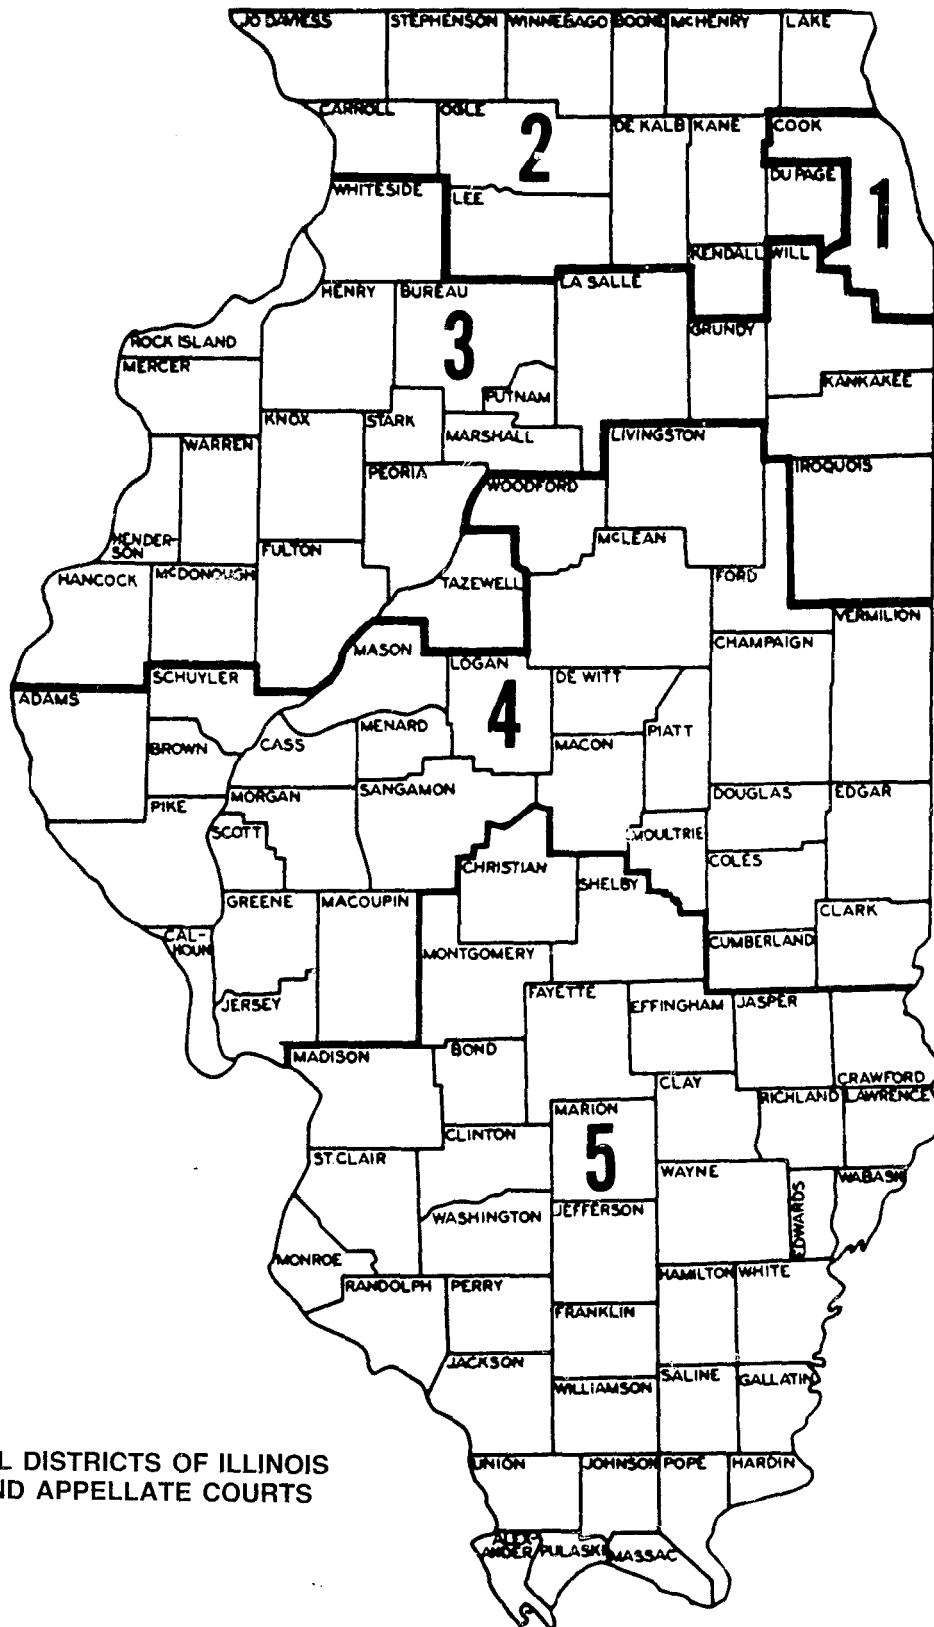 JO DAVIESS
STEPHENSON
WINNEBAGO
BOONE
MCHENRY
LAKE
CARROLL
OGLE
2
DE KALB
KANE
COOK
DU PAGE
1
WHITESIDE
LEE
KENDALL
WILL
HENRY
BUREAU
LA SALLE
3
GRUNDY
ROCK ISLAND
MERCER
KANKAKEE
PUTNAM
KNOX
STARK
MARSHALL
LIVINGSTON
WARREN
PEORIA
WOODFORD
IROQUOIS
HENDER-
SON
FULTON
MCLEAN
HANCOCK
MCDONOUGH
TAZEWELL
FORD
VERMILION
MASON
CHAMPAIGN
SCHUYLER
LOGAN
DE WITT
ADAMS
4
MENARD
PIATT
BROWN
CASS
MACON
PIKE
MORGAN
SANGAMON
DOUGLAS
EDGAR
SCOTT
MOULTRIE
CHRISTIAN
SHELBY
COLES
GREENE
MACOUPIN
CLARK
CAL-
HOUN
MONTGOMERY
CUMBERLAND
JERSEY
FAYETTE
EFFINGHAM
JASPER
MADISON
BOND
CLAY
CRAWFORD
RICHLAND
LAWRENCE
MARION
CLINTON
5
ST. CLAIR
WAYNE
WABASH
EDWARDS
WASHINGTON
JEFFERSON
MONROE
RANDOLPH
PERRY
HAMILTON
WHITE
FRANKLIN
JACKSON
WILLIAMSON
SALINE
GALLATIN
L DISTRICTS OF ILLINOIS
ND APPELLATE COURTS
UNION
JOHNSON
POPE
HARDIN
ALEX-
ANDER
PULASKI
MASSAC